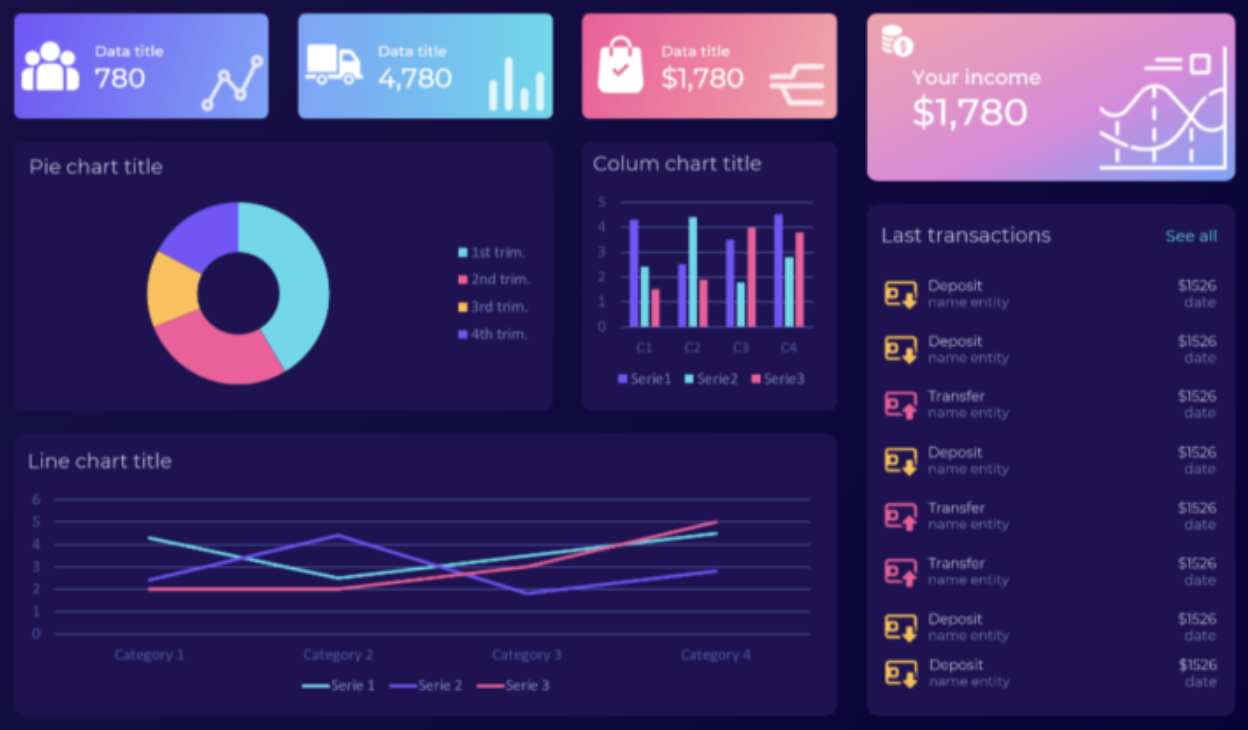 Data title
780
Data title
4,780
Data title
$1,780
Your income
$1,780
Pie chart title
1st trim.
2nd trim.
3rd trim.
4th trim.
Colum chart title
5
4
3
2
1
0
C1 C2 C3 C4
Serie1 Serie2 Serie3
Line chart title
6
5
4
3
2
1
0
Category 1 Category 2 Category 3 Category 4
Serie 1 Serie 2 Serie 3
Last transactions See all
Deposit $1526
name entity date
Deposit $1526
name entity date
Transfer $1526
name entity date
Deposit $1526
name entity date
Transfer $1526
name entity date
Transfer $1526
name entity date
Deposit $1526
name entity date
Deposit $1526
name entity date